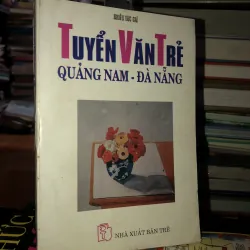 NHIỀU TÁC GIẢ
TUYỂN VĂN TRẺ
QUẢNG NAM - ĐÀ NẴNG
NHÀ XUẤT BẢN TRẺ